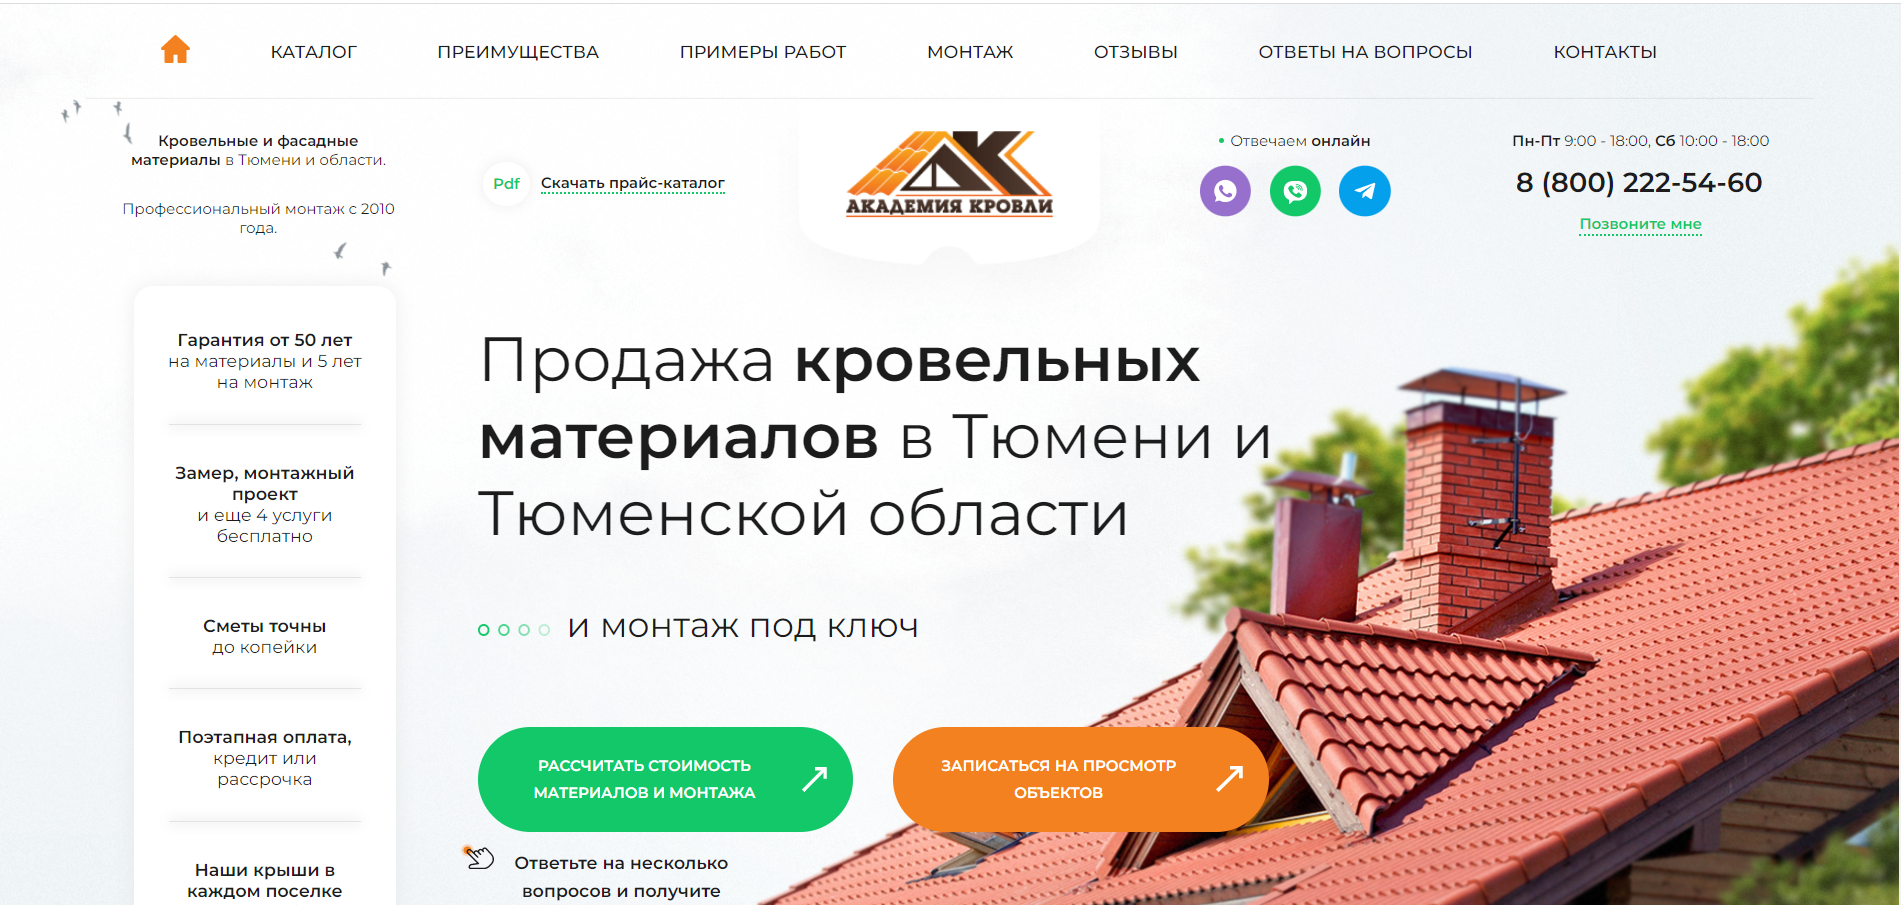 КАТАЛОГ
ПРЕИМУЩЕСТВА
ПРИМЕРЫ РАБОТ
МОНТАЖ
ОТЗЫВЫ
ОТВЕТЫ НА ВОПРОСЫ
КОНТАКТЫ
Кровельные и фасадные
материалы в Тюмени и области.
Профессиональный монтаж с 2010
года.
Pdf
Скачать прайс-каталог
АК
АКАДЕМИЯ КРОВЛИ
Отвечаем онлайн
Пн-Пт 9:00 - 18:00, Сб 10:00 - 18:00
8 (800) 222-54-60
Позвоните мне
Гарантия от 50 лет
на материалы и 5 лет
на монтаж
Замер, монтажный
проект
и еще 4 услуги
бесплатно
Сметы точны
до копейки
Поэтапная оплата,
кредит или
рассрочка
Наши крыши в
каждом поселке
Продажа кровельных
материалов в Тюмени и
Тюменской области
и монтаж под ключ
РАССЧИТАТЬ СТОИМОСТЬ
МАТЕРИАЛОВ И МОНТАЖА
ЗАПИСАТЬСЯ НА ПРОСМОТР
ОБЪЕКТОВ
Ответьте на несколько
вопросов и получите